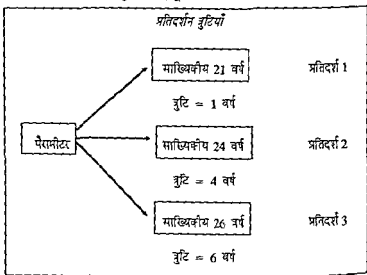 प्रतिदर्शन त्रुटियाँ
सांख्यिकीय 21 वर्ष प्रतिदर्श 1
त्रुटि = 1 वर्ष
पैरामीटर सांख्यिकीय 24 वर्ष प्रतिदर्श 2
त्रुटि = 4 वर्ष
सांख्यिकीय 26 वर्ष प्रतिदर्श 3
त्रुटि = 6 वर्ष